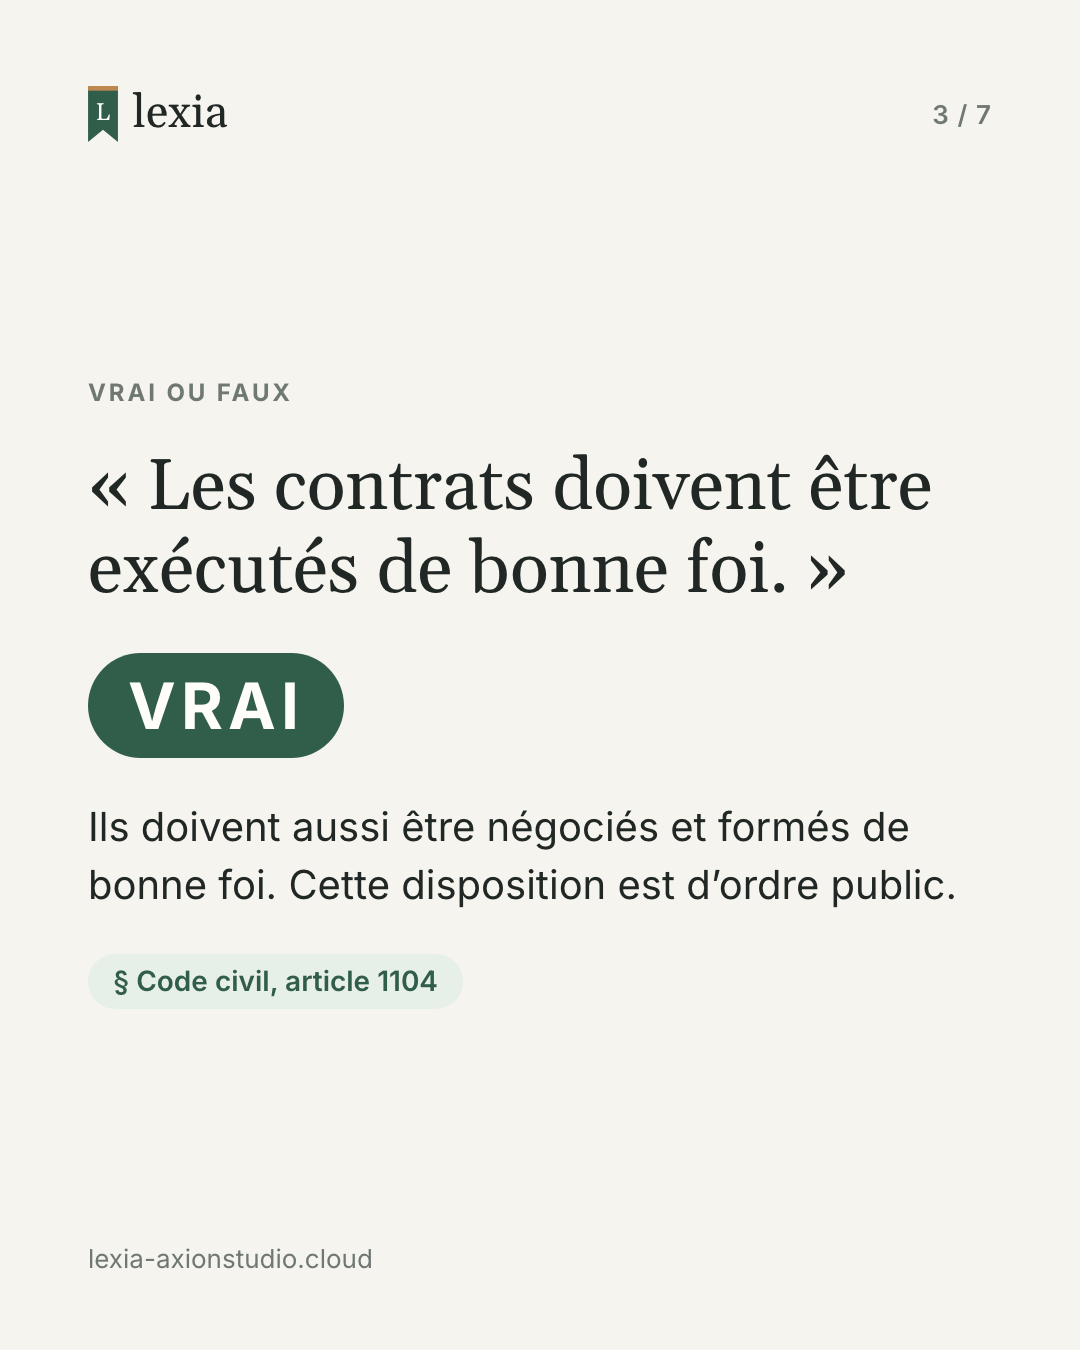 L lexia
3 / 7
VRAI OU FAUX
« Les contrats doivent être
exécutés de bonne foi. »
VRAI
Ils doivent aussi être négociés et formés de
bonne foi. Cette disposition est d’ordre public.
§ Code civil, article 1104
lexia-axionstudio.cloud